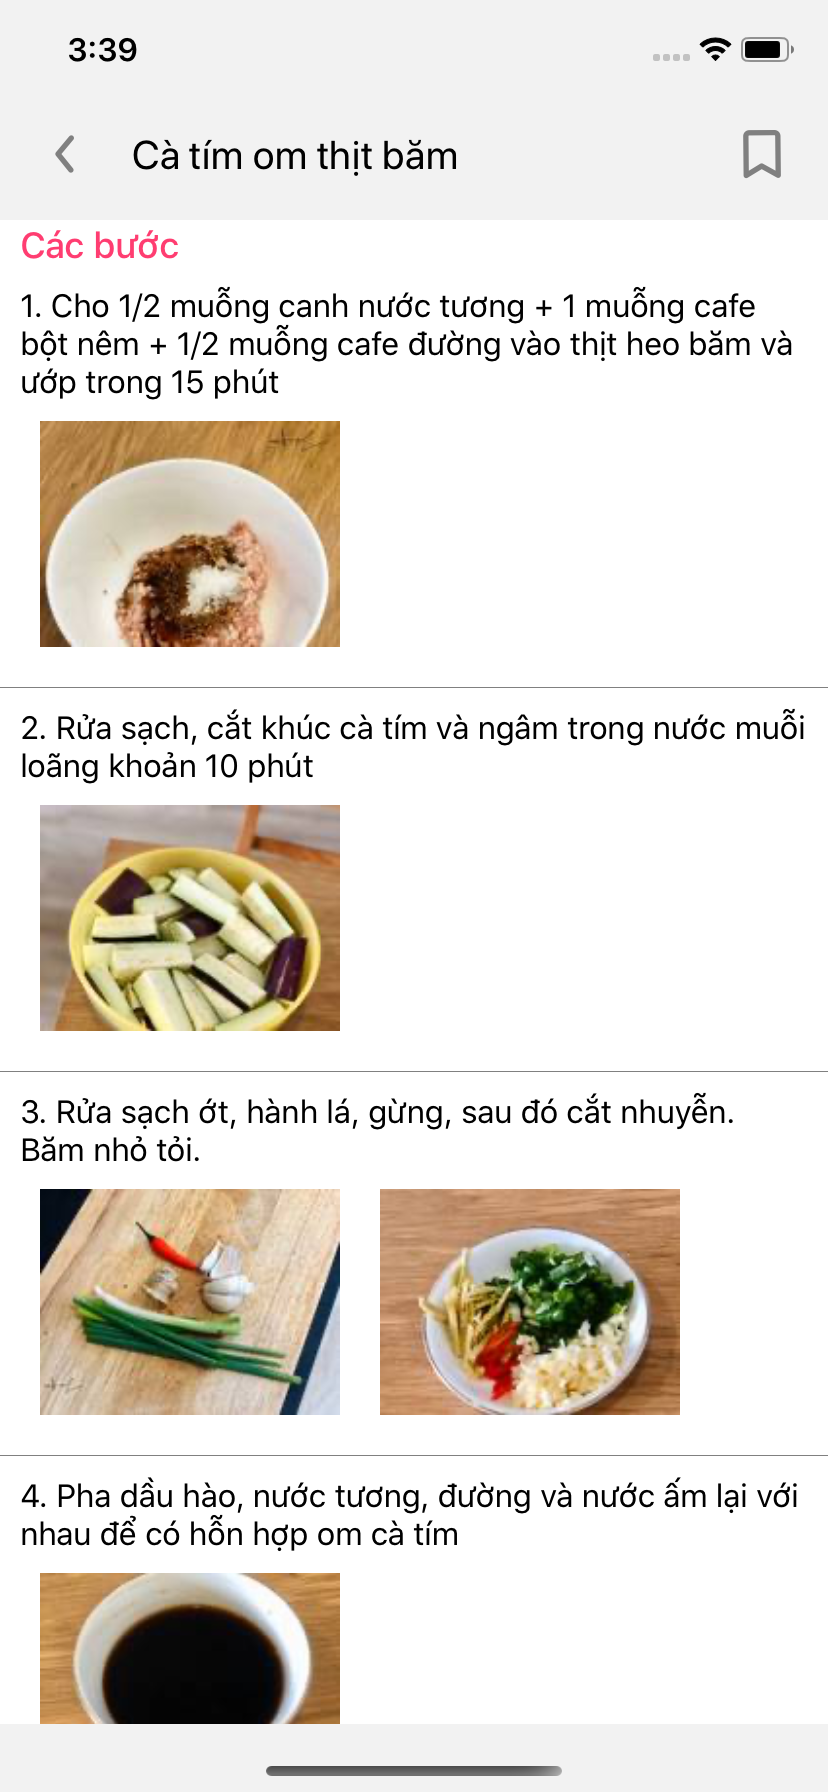 3:39
Cà tím om thịt băm
Các bước
1. Cho 1/2 muỗng canh nước tương + 1 muỗng cafe
bột nêm + 1/2 muỗng cafe đường vào thịt heo băm và
ướp trong 15 phút
2. Rửa sạch, cắt khúc cà tím và ngâm trong nước muỗi
loãng khoản 10 phút
3. Rửa sạch ớt, hành lá, gừng, sau đó cắt nhuyễn.
Băm nhỏ tỏi.
4. Pha dầu hào, nước tương, đường và nước ấm lại với
nhau để có hỗn hợp om cà tím